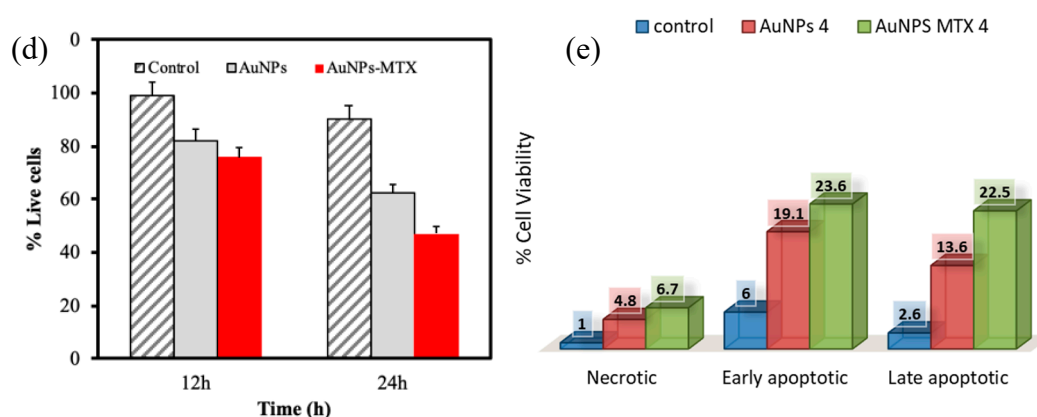 (d)
0
Control AuNPs AuNPs-MTX
100
80
60
40
20
0
% Live cells
12h 24h
Time (h)
control AuNPs 4 AuNPS MTX 4
(e)
% Cell Viability
1 4.8 6.7
6 19.1 23.6
2.6 13.6 22.5
Necrotic Early apoptotic Late apoptotic